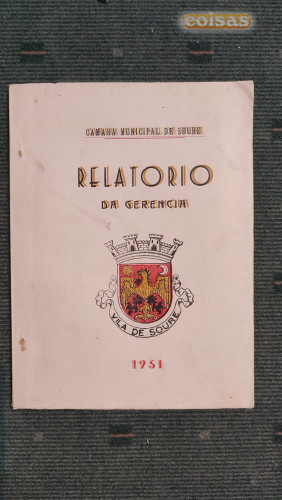 coisas
CAMARA MUNICIPAL DE SOURE
RELATORIO
DA GERENCIA
VILA DE SOURE
1951